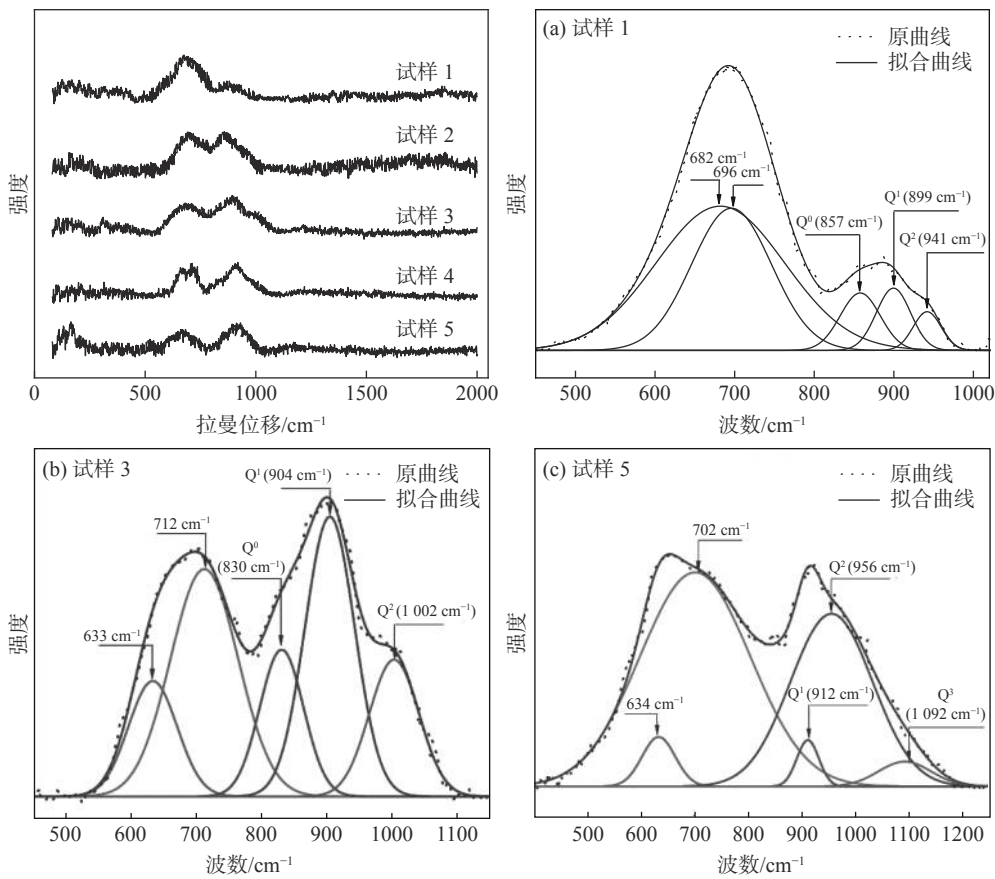 试样 1
试样 2
试样 3
试样 4
试样 5
强度
0
500
1000
1500
2000
拉曼位移/cm⁻¹
(a) 试样 1
原曲线
拟合曲线
682 cm⁻¹
696 cm⁻¹
Q⁰ (857 cm⁻¹)
Q¹ (899 cm⁻¹)
Q² (941 cm⁻¹)
强度
500
600
700
800
900
1000
波数/cm⁻¹
(b) 试样 3
原曲线
拟合曲线
Q¹ (904 cm⁻¹)
712 cm⁻¹
Q⁰
(830 cm⁻¹)
Q² (1 002 cm⁻¹)
633 cm⁻¹
强度
500
600
700
800
900
1000
1100
波数/cm⁻¹
(c) 试样 5
原曲线
拟合曲线
702 cm⁻¹
Q² (956 cm⁻¹)
634 cm⁻¹
Q¹ (912 cm⁻¹)
Q³
(1 092 cm⁻¹)
强度
500
600
700
800
900
1000
1100
1200
波数/cm⁻¹